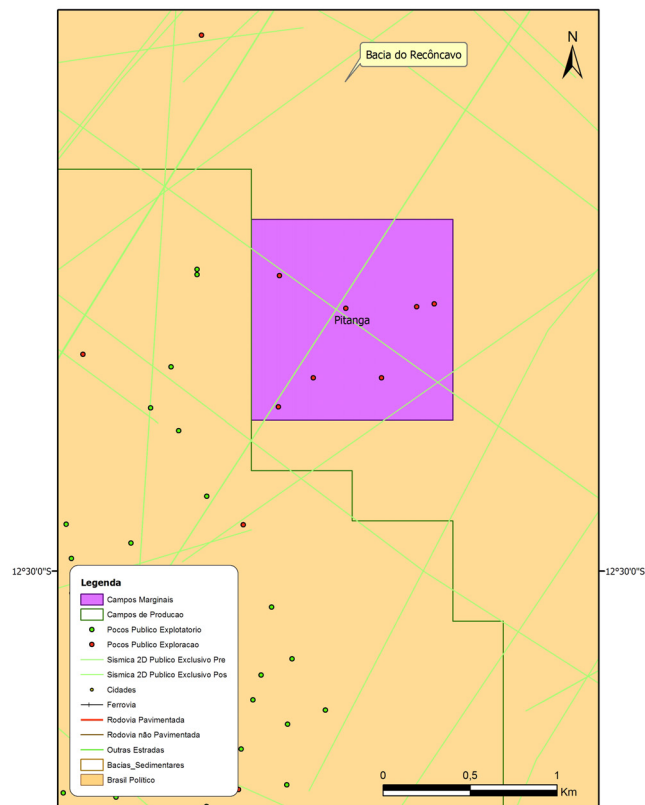 N
Bacia do Recôncavo
Pitanga
12°30'0"S
12°30'0"S
Legenda
Campos Marginais
Campos de Producao
Pocos Publico Explotatorio
Pocos Publico Exploracao
Sismica 2D Publico Exclusivo Pre
Sismica 2D Publico Exclusivo Pos
Cidades
Ferrovia
Rodovia Pavimentada
Rodovia não Pavimentada
Outras Estradas
Bacias_Sedimentares
Brasil Político
0 0,5 1
Km